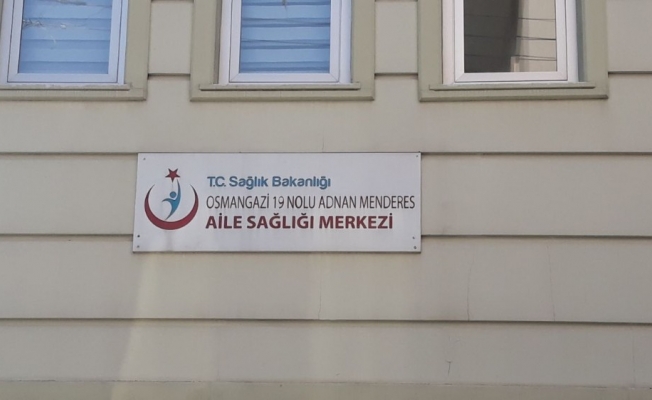 T.C. Sağlık Bakanlığı
OSMANGAZİ 19 NOLU ADNAN MENDERES
AİLE SAĞLIĞI MERKEZİ